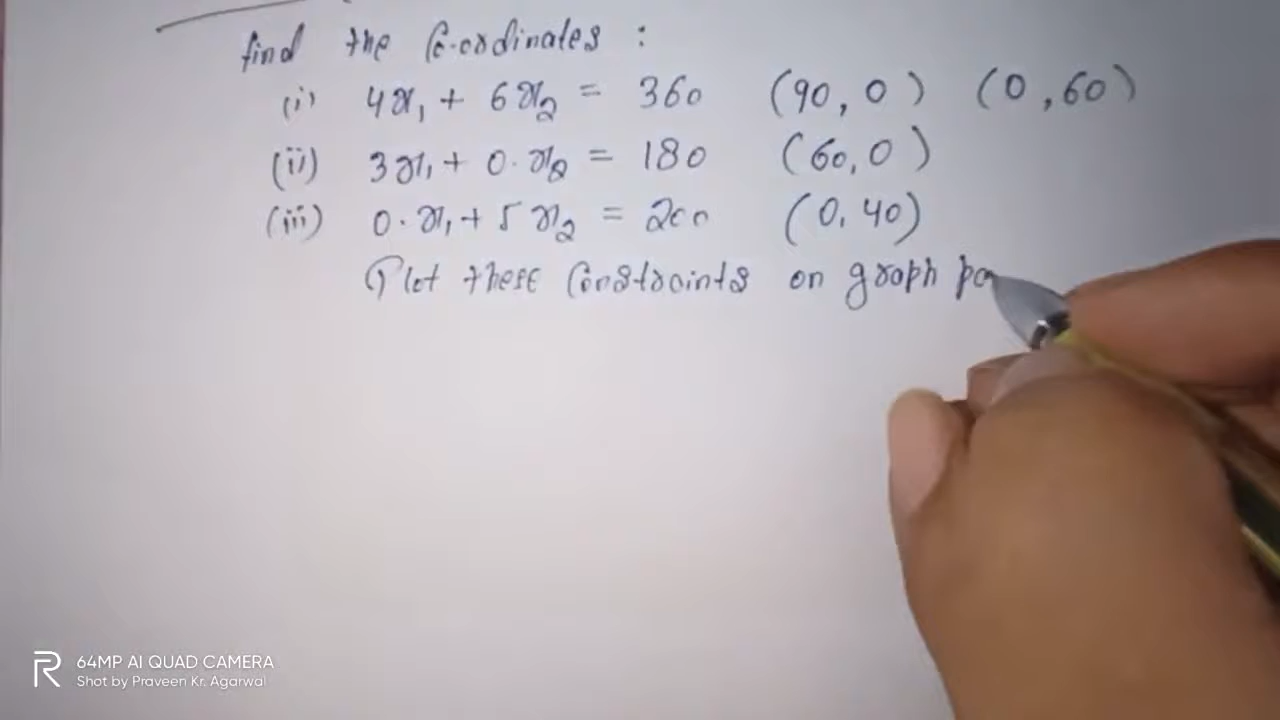 find the Co-ordinates :
(i) 4x₁ + 6x₂ = 360 (90, 0) (0, 60)
(ii) 3x₁ + 0. x₂ = 180 (60, 0)
(iii) 0. x₁ + 5x₂ = 200 (0, 40)
Plot these Constraints on graph pa
64MP AI QUAD CAMERA
Shot by Praveen Kr. Agarwal